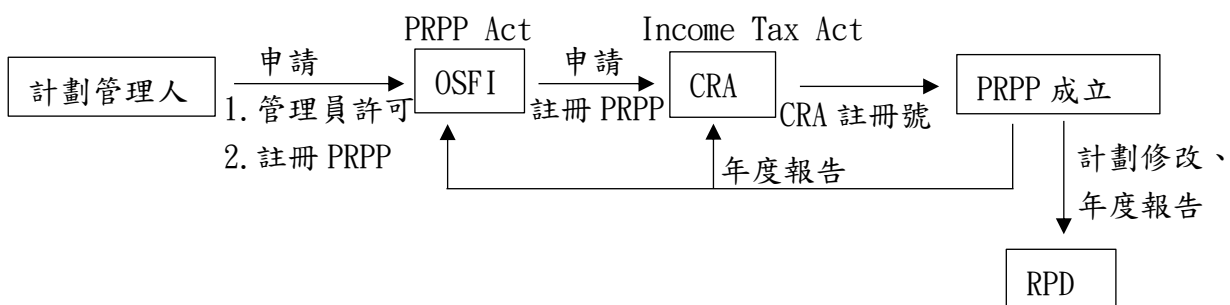 PRPP Act
Income Tax Act
計劃管理人
申請
1.管理員許可
2.註冊 PRPP
OSFI
申請
註冊 PRPP
CRA
CRA 註冊號
PRPP 成立
年度報告
計劃修改、
年度報告
RPD